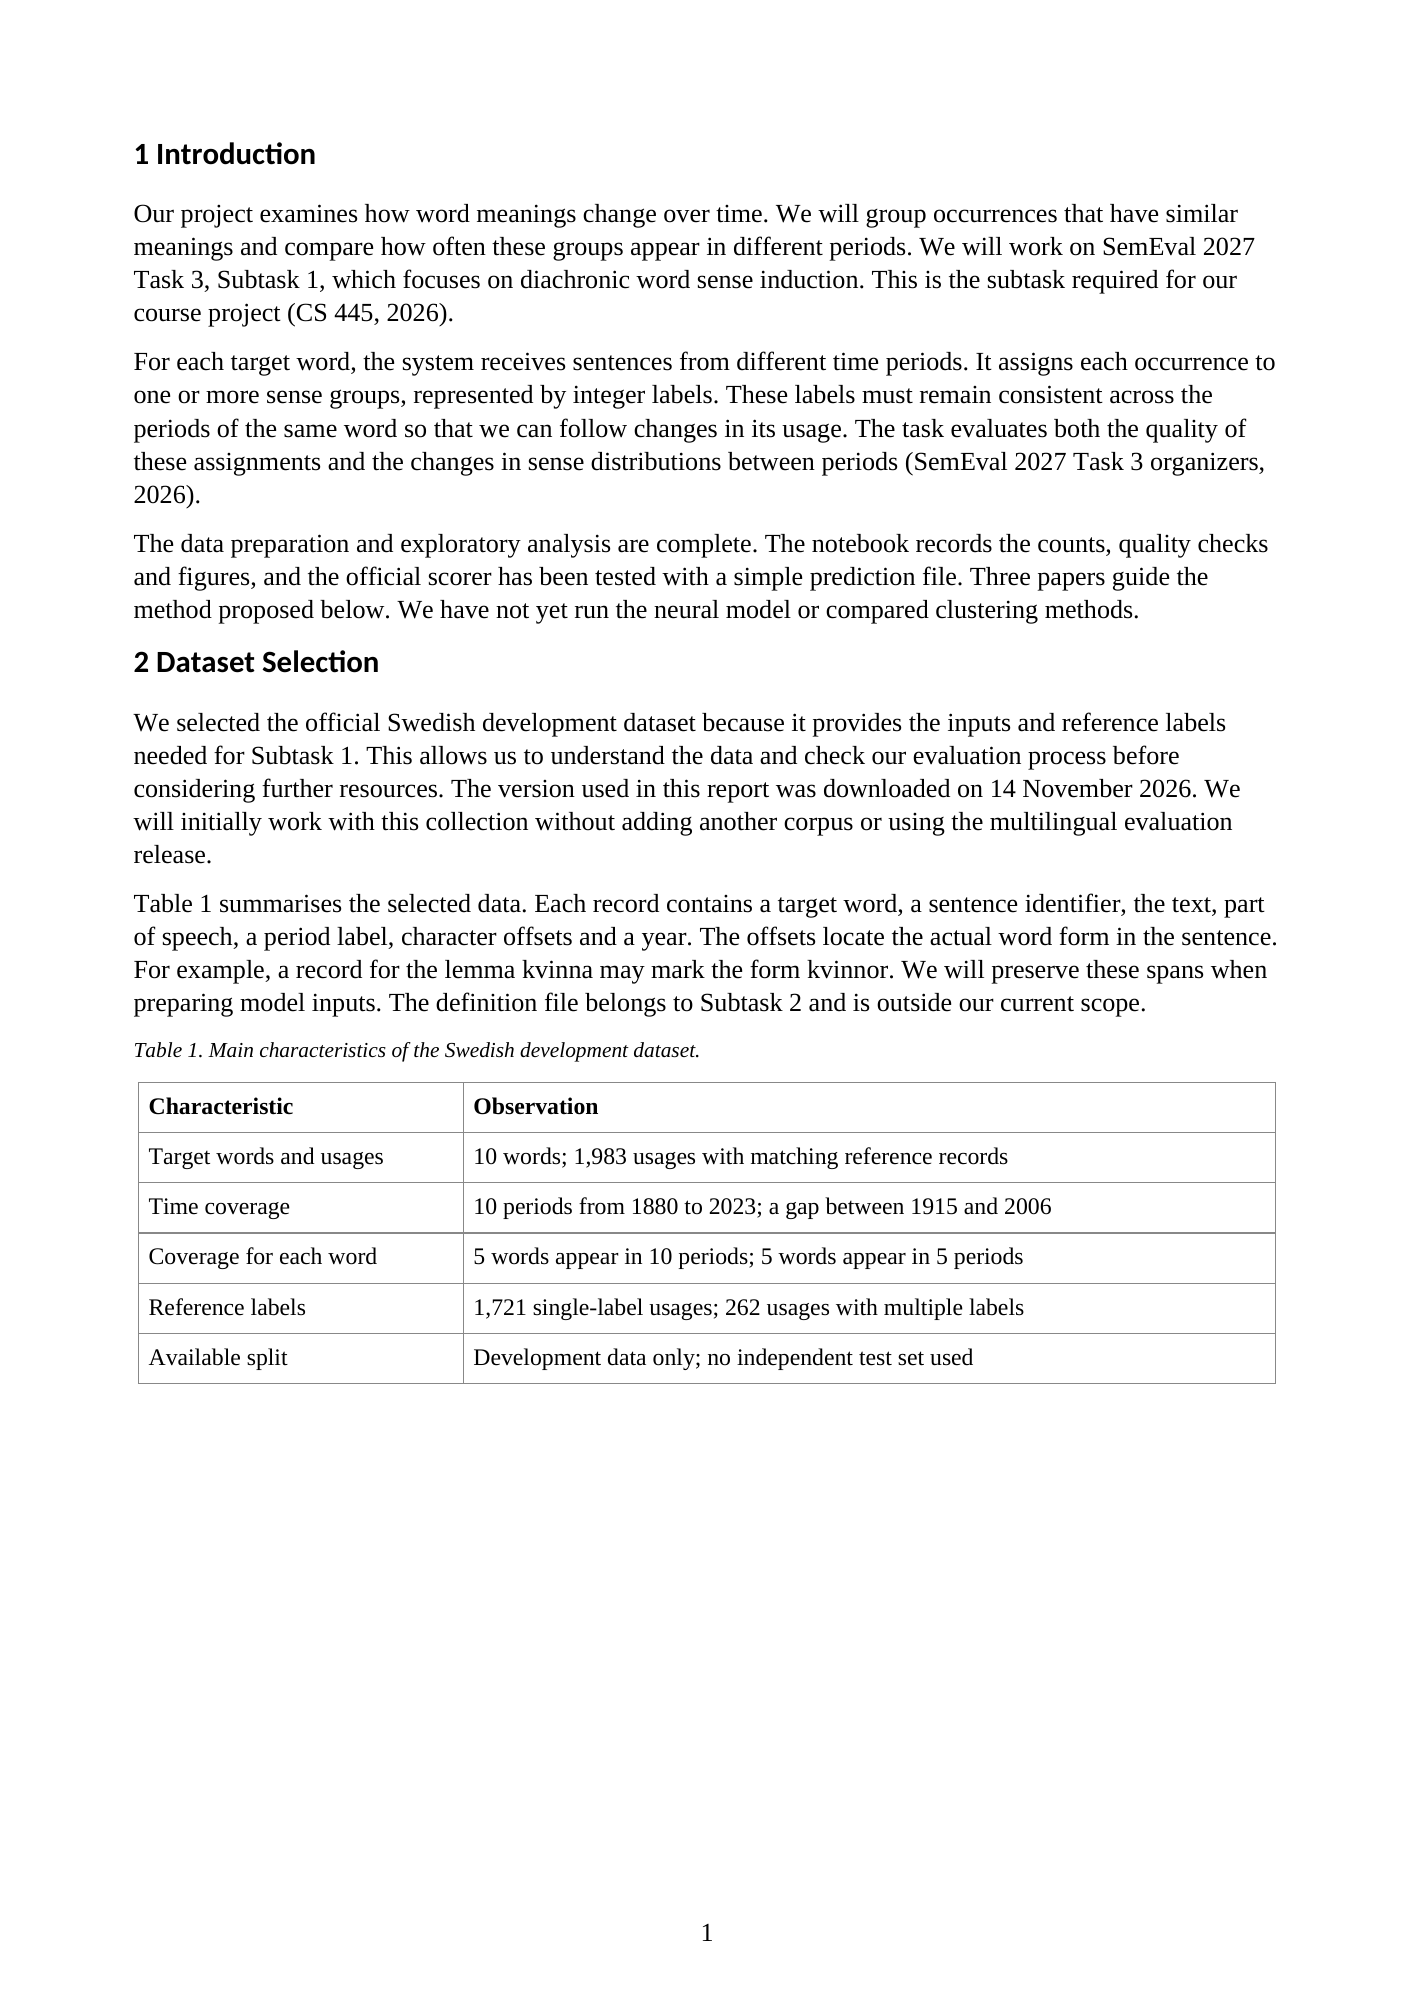 1 Introduction
Our project examines how word meanings change over time. We will group occurrences that have similar
meanings and compare how often these groups appear in different periods. We will work on SemEval 2027
Task 3, Subtask 1, which focuses on diachronic word sense induction. This is the subtask required for our
course project (CS 445, 2026).
For each target word, the system receives sentences from different time periods. It assigns each occurrence to
one or more sense groups, represented by integer labels. These labels must remain consistent across the
periods of the same word so that we can follow changes in its usage. The task evaluates both the quality of
these assignments and the changes in sense distributions between periods (SemEval 2027 Task 3 organizers,
2026).
The data preparation and exploratory analysis are complete. The notebook records the counts, quality checks
and figures, and the official scorer has been tested with a simple prediction file. Three papers guide the
method proposed below. We have not yet run the neural model or compared clustering methods.
2 Dataset Selection
We selected the official Swedish development dataset because it provides the inputs and reference labels
needed for Subtask 1. This allows us to understand the data and check our evaluation process before
considering further resources. The version used in this report was downloaded on 14 November 2026. We
will initially work with this collection without adding another corpus or using the multilingual evaluation
release.
Table 1 summarises the selected data. Each record contains a target word, a sentence identifier, the text, part
of speech, a period label, character offsets and a year. The offsets locate the actual word form in the sentence.
For example, a record for the lemma kvinna may mark the form kvinnor. We will preserve these spans when
preparing model inputs. The definition file belongs to Subtask 2 and is outside our current scope.
Table 1. Main characteristics of the Swedish development dataset.
Characteristic Observation
Target words and usages 10 words; 1,983 usages with matching reference records
Time coverage 10 periods from 1880 to 2023; a gap between 1915 and 2006
Coverage for each word 5 words appear in 10 periods; 5 words appear in 5 periods
Reference labels 1,721 single-label usages; 262 usages with multiple labels
Available split Development data only; no independent test set used
1